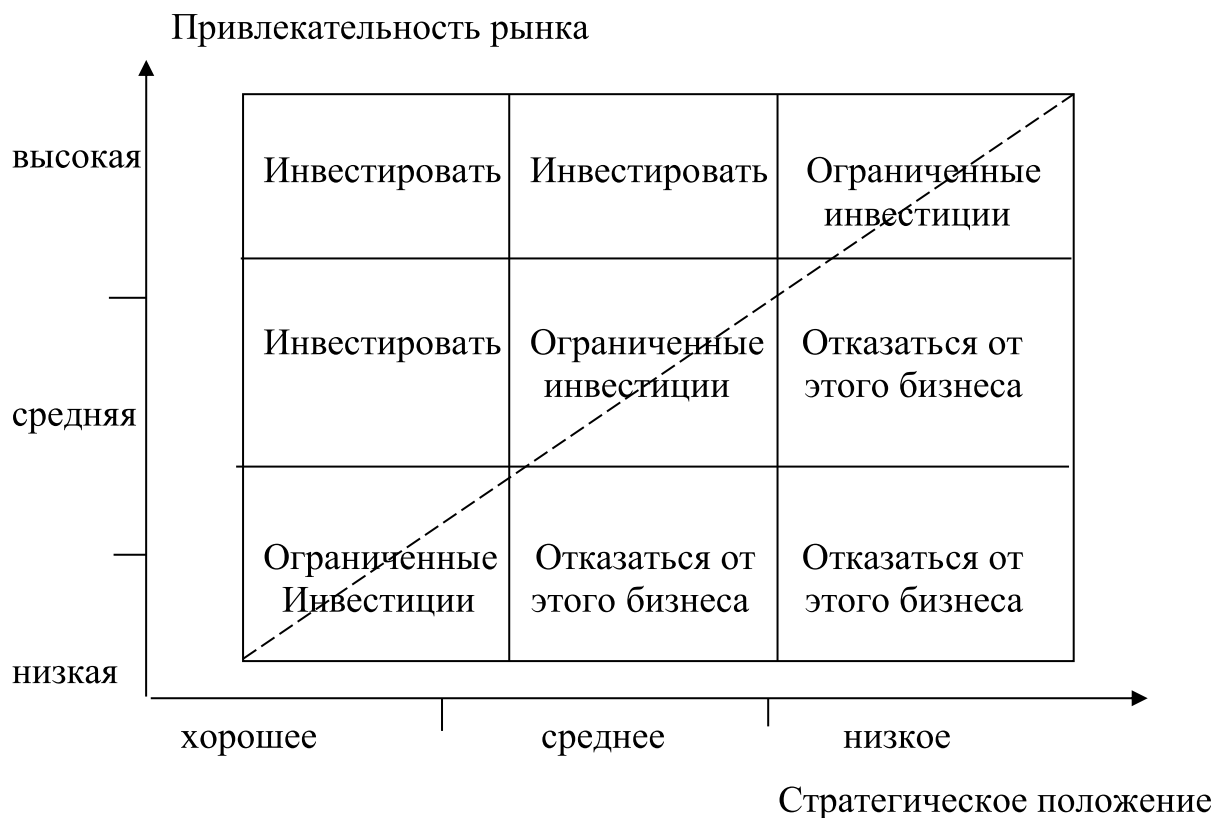 Привлекательность рынка
высокая
Инвестировать
Инвестировать
Ограниченные
инвестиции
средняя
Инвестировать
Ограниченные
инвестиции
Отказаться от
этого бизнеса
низкая
Ограниченные
Инвестиции
Отказаться от
этого бизнеса
Отказаться от
этого бизнеса
хорошее
среднее
низкое
Стратегическое положение